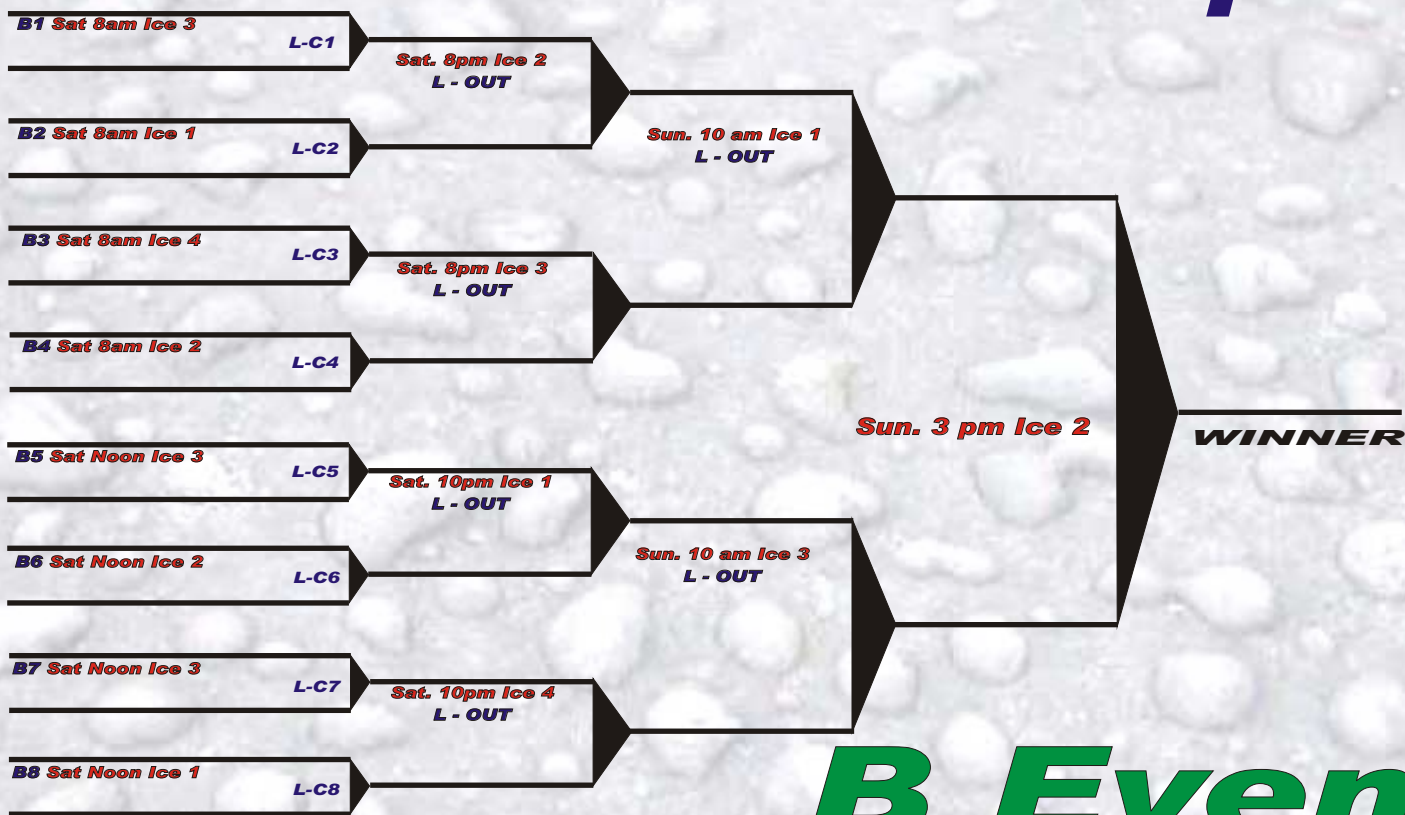 B1 Sat 8am Ice 3
L-C1
B2 Sat 8am Ice 1
L-C2
B3 Sat 8am Ice 4
L-C3
B4 Sat 8am Ice 2
L-C4
B5 Sat Noon Ice 3
L-C5
B6 Sat Noon Ice 2
L-C6
B7 Sat Noon Ice 3
L-C7
B8 Sat Noon Ice 1
L-C8
Sat. 8pm Ice 2
L - OUT
Sat. 8pm Ice 3
L - OUT
Sat. 10pm Ice 1
L - OUT
Sat. 10pm Ice 4
L - OUT
Sun. 10 am Ice 1
L - OUT
Sun. 10 am Ice 3
L - OUT
Sun. 3 pm Ice 2
WINNER
B Even